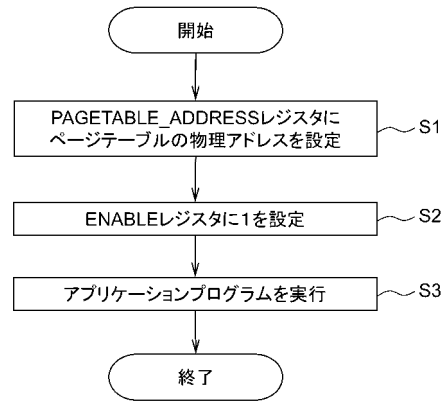 開始
PAGETABLE_ADDRESSレジスタに
ページテーブルの物理アドレスを設定
S1
ENABLEレジスタに1を設定
S2
アプリケーションプログラムを実行
S3
終了